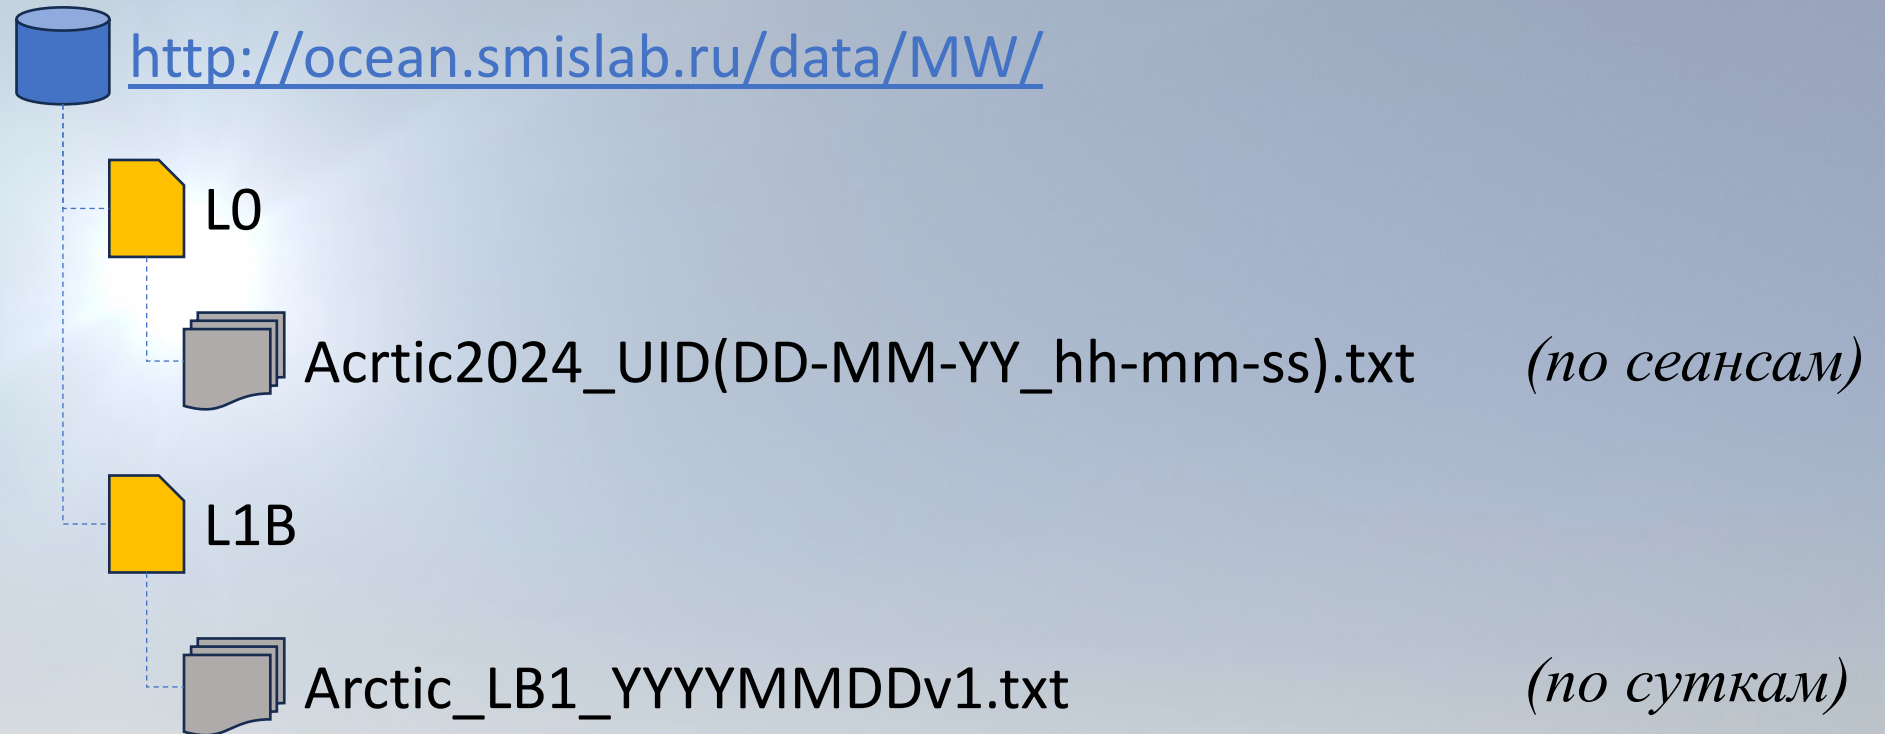 http://ocean.smislab.ru/data/MW/
L0
Acrtic2024_UID(DD-MM-YY_hh-mm-ss).txt (по сеансам)
L1B
Arctic_LB1_YYYYMMDDv1.txt (по суткам)